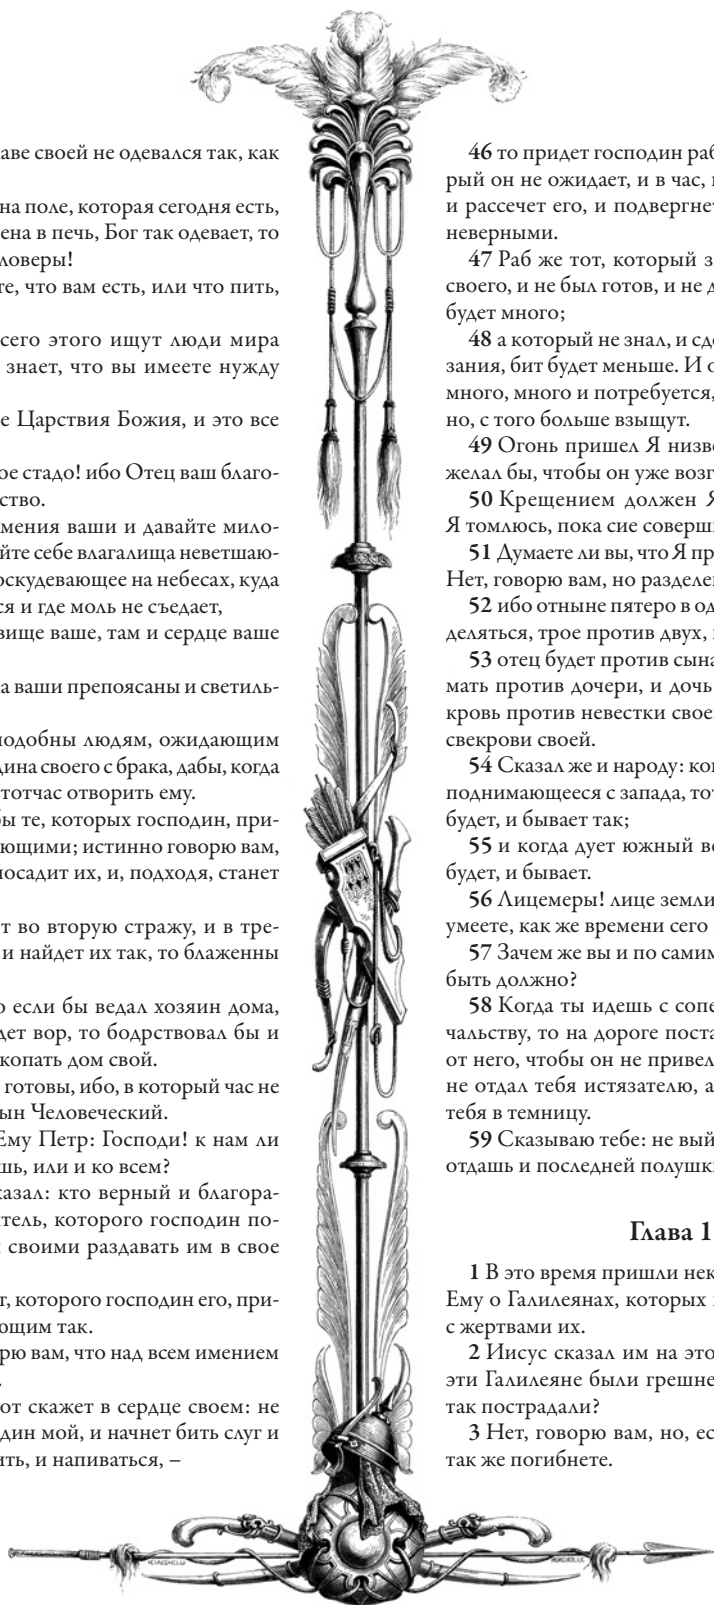 аве своей не одевался так, как
на поле, которая сегодня есть,
ена в печь, Бог так одевает, то
ловеры!
те, что вам есть, или что пить,
сего этого ищут люди мира
знает, что вы имеете нужду
е Царствия Божия, и это все
ое стадо! ибо Отец ваш благо-
ство.
мения ваши и давайте мило-
йте себе влагалища неветшаю-
оскудевающее на небесах, куда
ся и где моль не съедает,
вище ваше, там и сердце ваше
а ваши препоясаны и светиль-
подобны людям, ожидающим
дина своего с брака, дабы, когда
тотчас отворить ему.
ы те, которых господин, при-
ующими; истинно говорю вам,
посадит их, и, подходя, станет
т во вторую стражу, и в тре-
и найдет их так, то блаженны
о если бы ведал хозяин дома,
дет вор, то бодрствовал бы и
копать дом свой.
готовы, ибо, в который час не
ын Человеческий.
Ему Петр: Господи! к нам ли
шь, или и ко всем?
казал: кто верный и благора-
тель, которого господин по-
и своими раздавать им в свое
т, которого господин его, при-
ющим так.
рю вам, что над всем имением
.
от скажет в сердце своем: не
дин мой, и начнет бить слуг и
ить, и напиваться, –
46 то придет господин раб
рый он не ожидает, и в час, в
и рассечет его, и подвергнет
неверными.
47 Раб же тот, который з
своего, и не был готов, и не д
будет много;
48 а который не знал, и сде
зания, бит будет меньше. И о
много, много и потребуется,
но, с того больше взыщут.
49 Огонь пришел Я низве
желал бы, чтобы он уже возг
50 Крещением должен Я
Я томлюсь, пока сие соверши
51 Думаете ли вы, что Я пр
Нет, говорю вам, но разделен
52 ибо отныне пятеро в од
деляться, трое против двух,
53 отец будет против сына
мать против дочери, и дочь
кровь против невестки своей
свекрови своей.
54 Сказал же и народу: ког
поднимающееся с запада, тот
будет, и бывает так;
55 и когда дует южный ве
будет, и бывает.
56 Лицемеры! лице земли
умеете, как же времени сего
57 Зачем же вы и по самим
быть должно?
58 Когда ты идешь с сопе
чальству, то на дороге поста
от него, чтобы он не привел
не отдал тебя истязателю, а
тебя в темницу.
59 Сказываю тебе: не вый
отдашь и последней полушки
Глава 1
1 В это время пришли нек
Ему о Галилеянах, которых
с жертвами их.
2 Иисус сказал им на это
эти Галилеяне были грешне
так пострадали?
3 Нет, говорю вам, но, ес
так же погибнете.